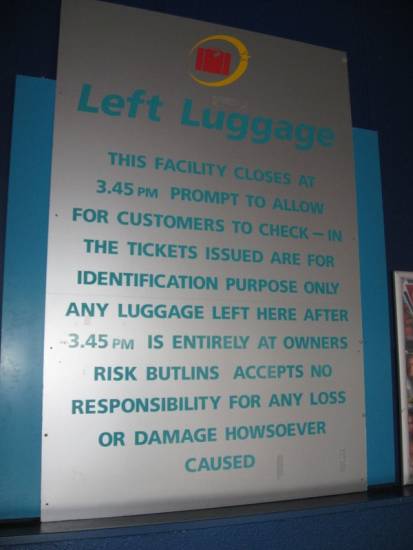 Left Luggage
THIS FACILITY CLOSES AT
3.45 PM PROMPT TO ALLOW
FOR CUSTOMERS TO CHECK – IN
THE TICKETS ISSUED ARE FOR
IDENTIFICATION PURPOSE ONLY
ANY LUGGAGE LEFT HERE AFTER
3.45 PM IS ENTIRELY AT OWNERS
RISK BUTLINS ACCEPTS NO
RESPONSIBILITY FOR ANY LOSS
OR DAMAGE HOWSOEVER
CAUSED